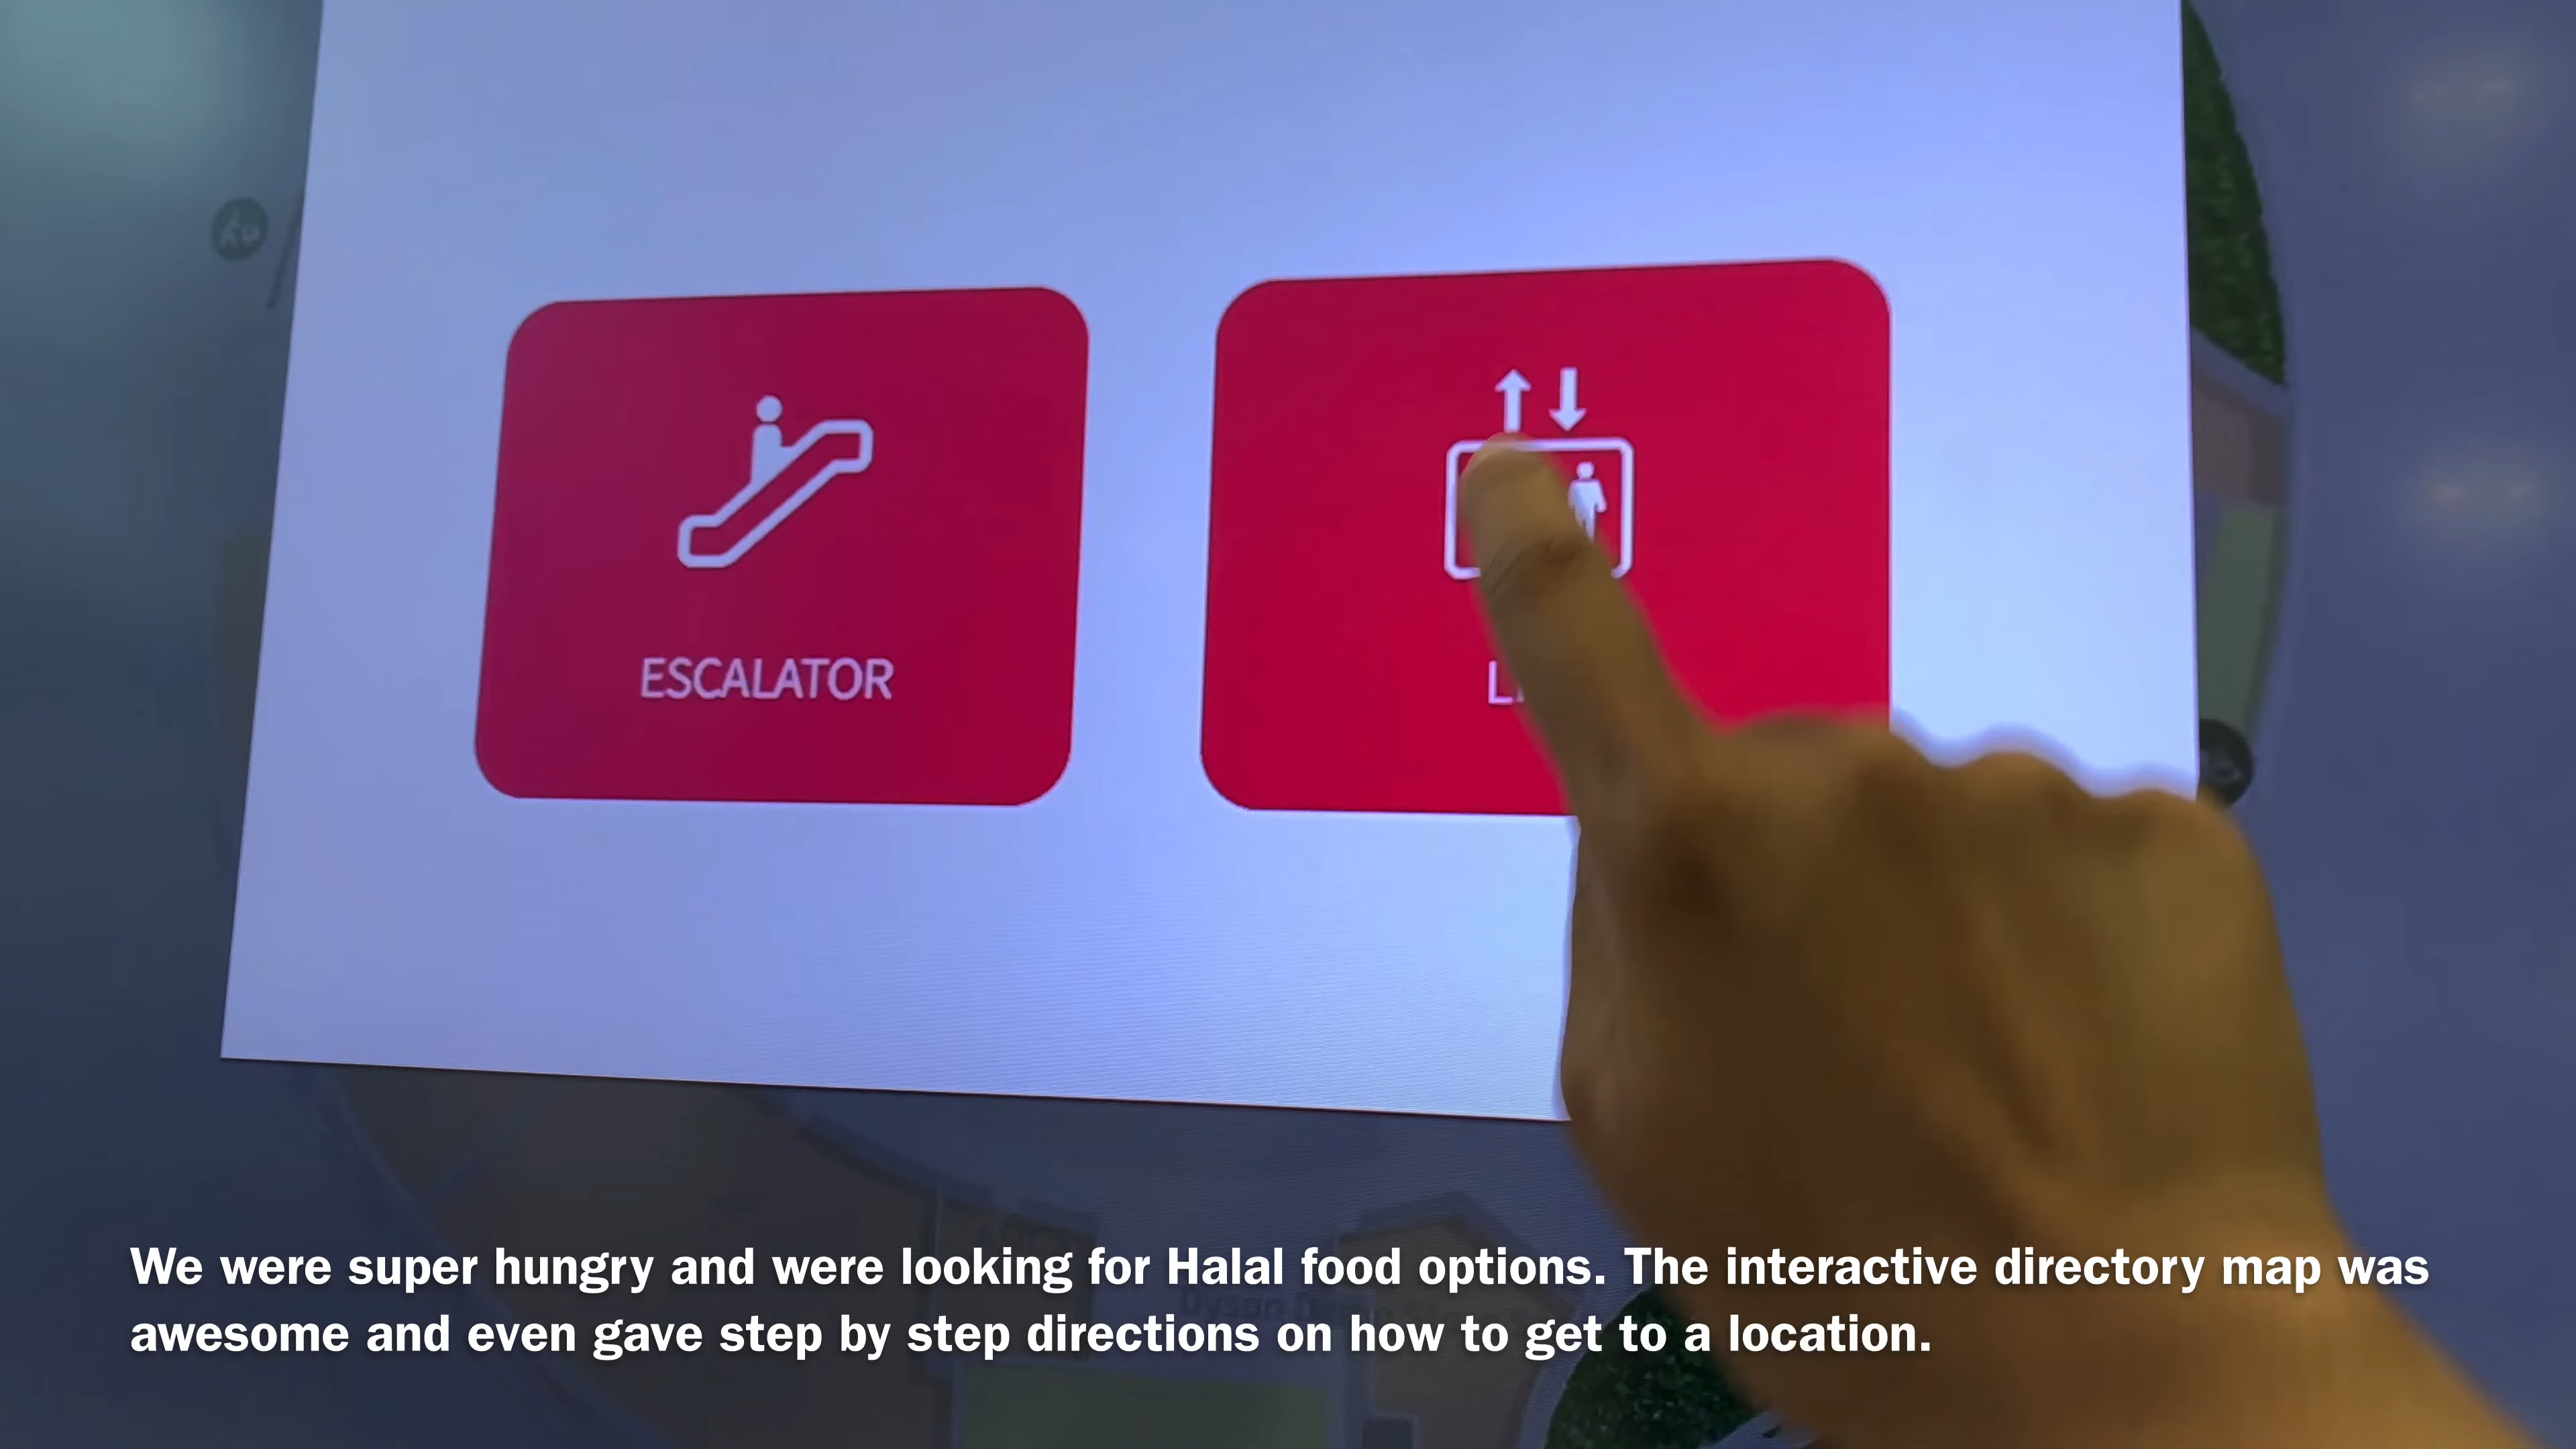 ESCALATOR
We were super hungry and were looking for Halal food options. The interactive directory map was
awesome and even gave step by step directions on how to get to a location.